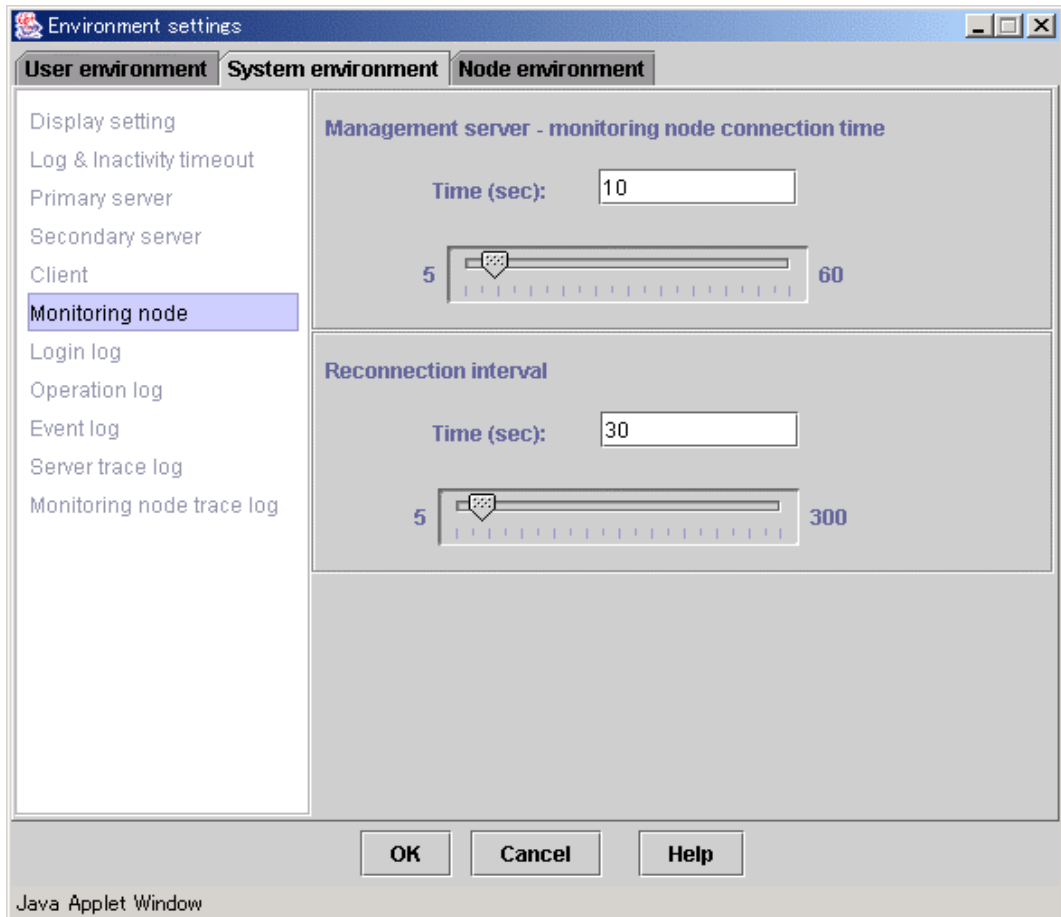 Environment settings
User environment System environment Node environment
Display setting
Log & Inactivity timeout
Primary server
Secondary server
Client
Monitoring node
Login log
Operation log
Event log
Server trace log
Monitoring node trace log
Management server - monitoring node connection time
Time (sec): 10
5 60
Reconnection interval
Time (sec): 30
5 300
OK Cancel Help
Java Applet Window